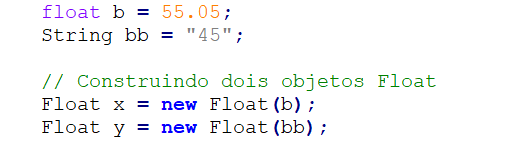 float b = 55.05;
String bb = "45";
// Construindo dois objetos Float
Float x = new Float(b);
Float y = new Float(bb);